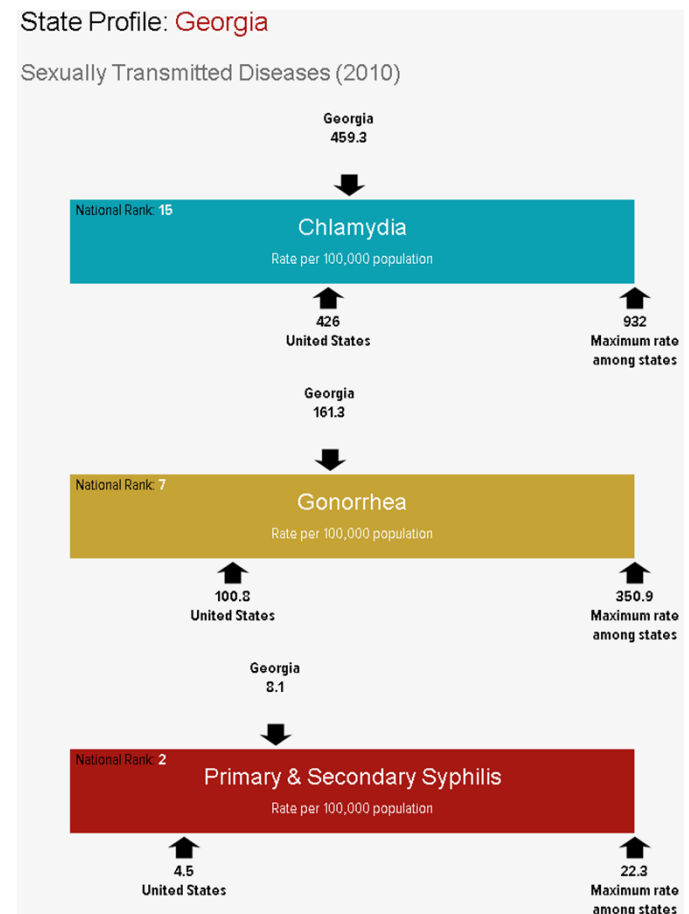 State Profile: Georgia
Sexually Transmitted Diseases (2010)
Georgia
459.3
National Rank: 15
Chlamydia
Rate per 100,000 population
426
United States
932
Maximum rate
among states
Georgia
161.3
National Rank: 7
Gonorrhea
Rate per 100,000 population
100.8
United States
350.9
Maximum rate
among states
Georgia
8.1
National Rank: 2
Primary & Secondary Syphilis
Rate per 100,000 population
4.5
United States
22.3
Maximum rate
among states